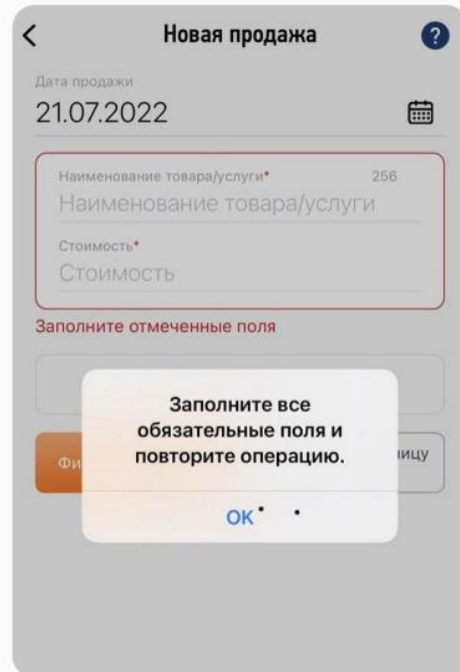 Новая продажа
?
Дата продажи
21.07.2022
Наименование товара/услуги* 256
Наименование товара/услуги
Стоимость*
Стоимость
Заполните отмеченные поля
Заполните все
обязательные поля и
повторите операцию.
OK